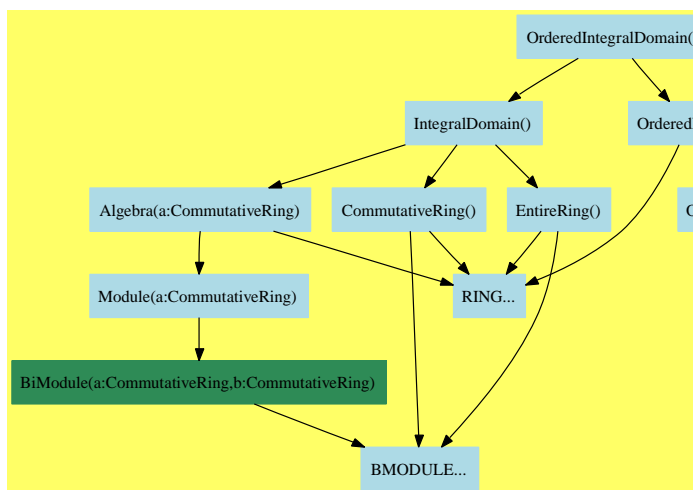 OrderedIntegralDomain(
IntegralDomain()
Ordered
Algebra(a:CommutativeRing)
CommutativeRing()
EntireRing()
Module(a:CommutativeRing)
RING...
BiModule(a:CommutativeRing,b:CommutativeRing)
BMODULE...